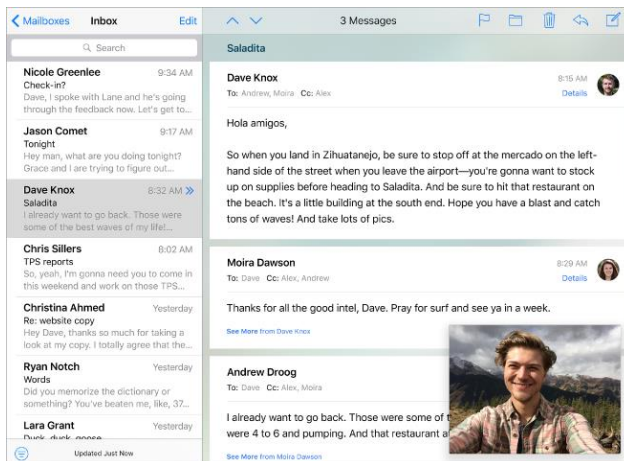 Mailboxes Inbox Edit
Search
Nicole Greenlee 9:34 AM
Check-in?
Dave, I spoke with Lane and he's going
through the feedback now. Let's get to...
Jason Comet 9:17 AM
Tonight
Hey man, what are you doing tonight?
Grace and I are trying to figure out...
Dave Knox 8:32 AM
Saladita
I already want to go back. Those were
some of the best waves of my life!...
Chris Sillers 8:02 AM
TPS reports
So, yeah, I'm gonna need you to come in
this weekend and work on those TPS...
Christina Ahmed Yesterday
Re: website copy
Hey Dave, thanks so much for taking a
look at my copy. I totally agree that the...
Ryan Notch Yesterday
Words
Did you memorize the dictionary or
something? You've beaten me, like, 37...
Lara Grant Yesterday
Duck, duck, goose
Updated Just Now
3 Messages
Saladita
Dave Knox 8:15 AM
To: Andrew, Moira Cc: Alex Details
Hola amigos,
So when you land in Zihuatanejo, be sure to stop off at the mercado on the left-
hand side of the street when you leave the airport—you're gonna want to stock
up on supplies before heading to Saladita. And be sure to hit that restaurant on
the beach. It's a little building at the south end. Hope you have a blast and catch
tons of waves! And take lots of pics.
Moira Dawson 8:29 AM
To: Dave Cc: Alex, Andrew Details
Thanks for all the good intel, Dave. Pray for surf and see ya in a week.
See More from Dave Knox
Andrew Droog
To: Dave Cc: Alex, Moira
I already want to go back. Those were some of t
were 4 to 6 and pumping. And that restaurant a
See More from Moira Dawson